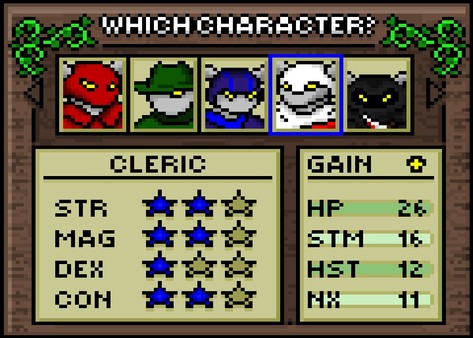 WHICH CHARACTER?
CLERIC
STR
MAG
DEX
CON
GAIN
HP 26
STM 16
HST 12
NX 11